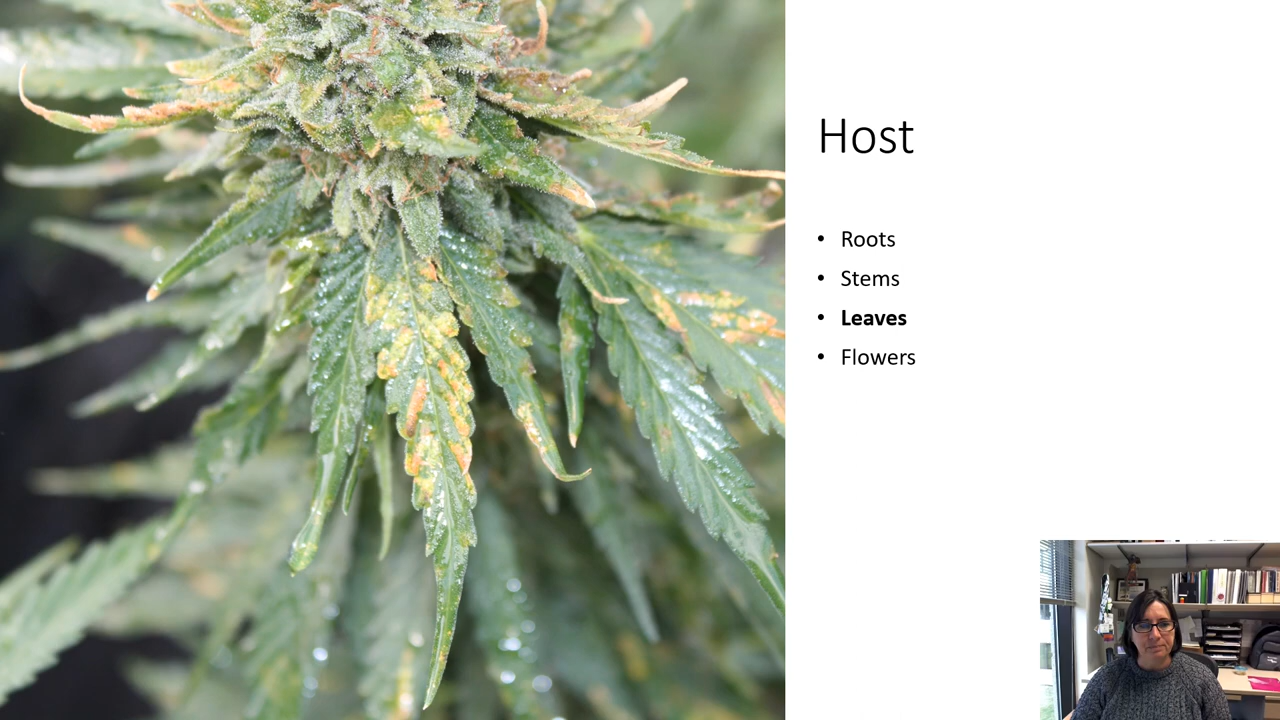 Host
• Roots
• Stems
• Leaves
• Flowers